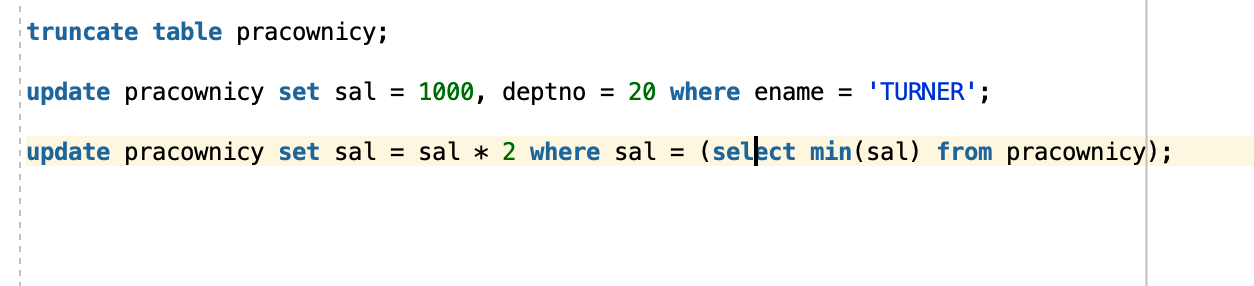 truncate table pracownicy;
update pracownicy set sal = 1000, deptno = 20 where ename = 'TURNER';
update pracownicy set sal = sal * 2 where sal = (select min(sal) from pracownicy);